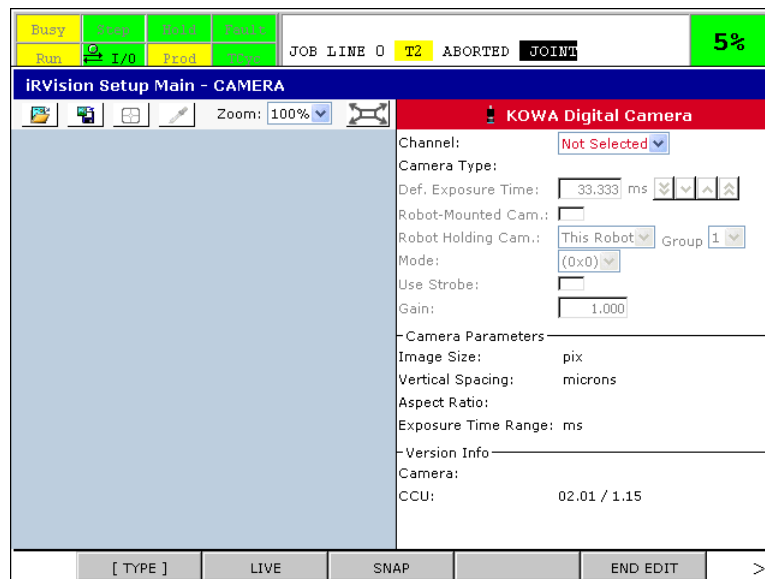 Busy Step Hold Fault
Run I/O Prod TCyc
JOB LINE 0 T2 ABORTED JOINT
5%
iRVision Setup Main - CAMERA
Zoom: 100%
KOWA Digital Camera
Channel: Not Selected
Camera Type:
Def. Exposure Time: 33.333 ms
Robot-Mounted Cam.:
Robot Holding Cam.: This Robot Group 1
Mode: (0x0)
Use Strobe:
Gain: 1.000
Camera Parameters
Image Size: pix
Vertical Spacing: microns
Aspect Ratio:
Exposure Time Range: ms
Version Info
Camera:
CCU: 02.01 / 1.15
[ TYPE ] LIVE SNAP END EDIT >